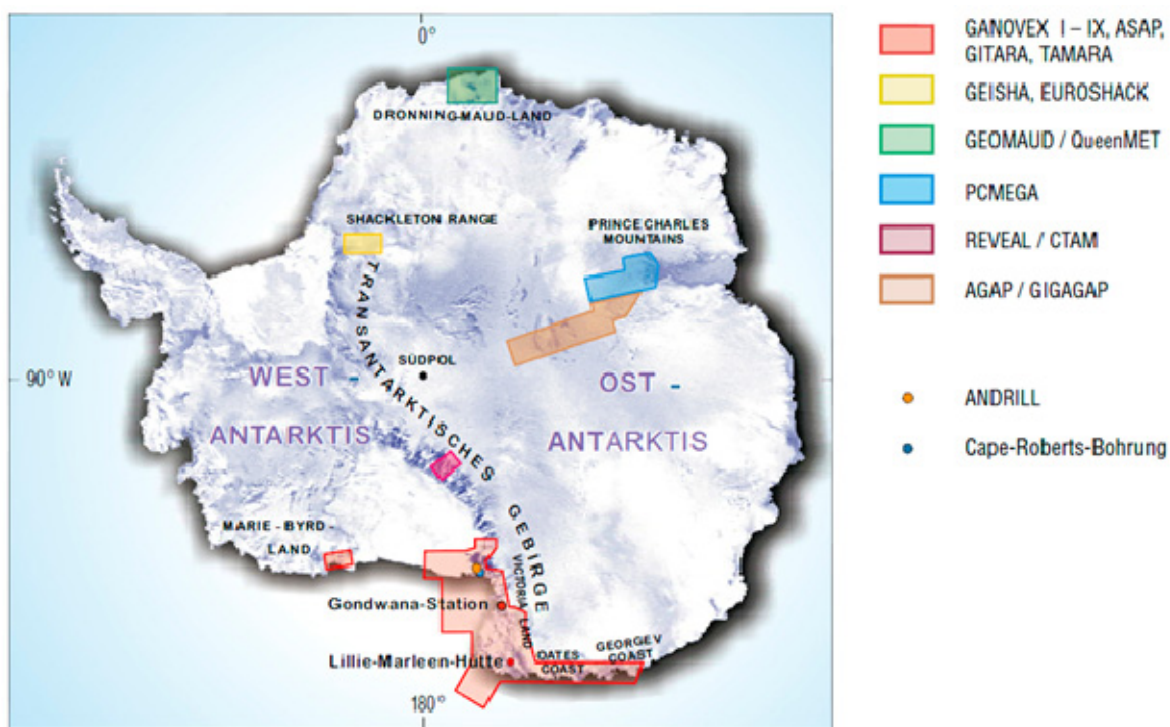 0°
DRONNING-MAUD-LAND
SHACKLETON RANGE
PRINCE CHARLES
MOUNTAINS
TRANSANTARKTISCHES GEBIRGE
SÜDPOL
90° W
WEST -
ANTARKTIS
OST -
ANTARKTIS
MARIE - BYRD -
LAND
VICTORIA LAND
Gondwana-Station
Lillie-Marleen-Hütte
OATES
COAST
GEORGEV
COAST
180°
GANOVEX I – IX, ASAP,
GITARA, TAMARA
GEISHA, EUROSHACK
GEOMAUD / QueenMET
PCMEGA
REVEAL / CTAM
AGAP / GIGAGAP
ANDRILL
Cape-Roberts-Bohrung